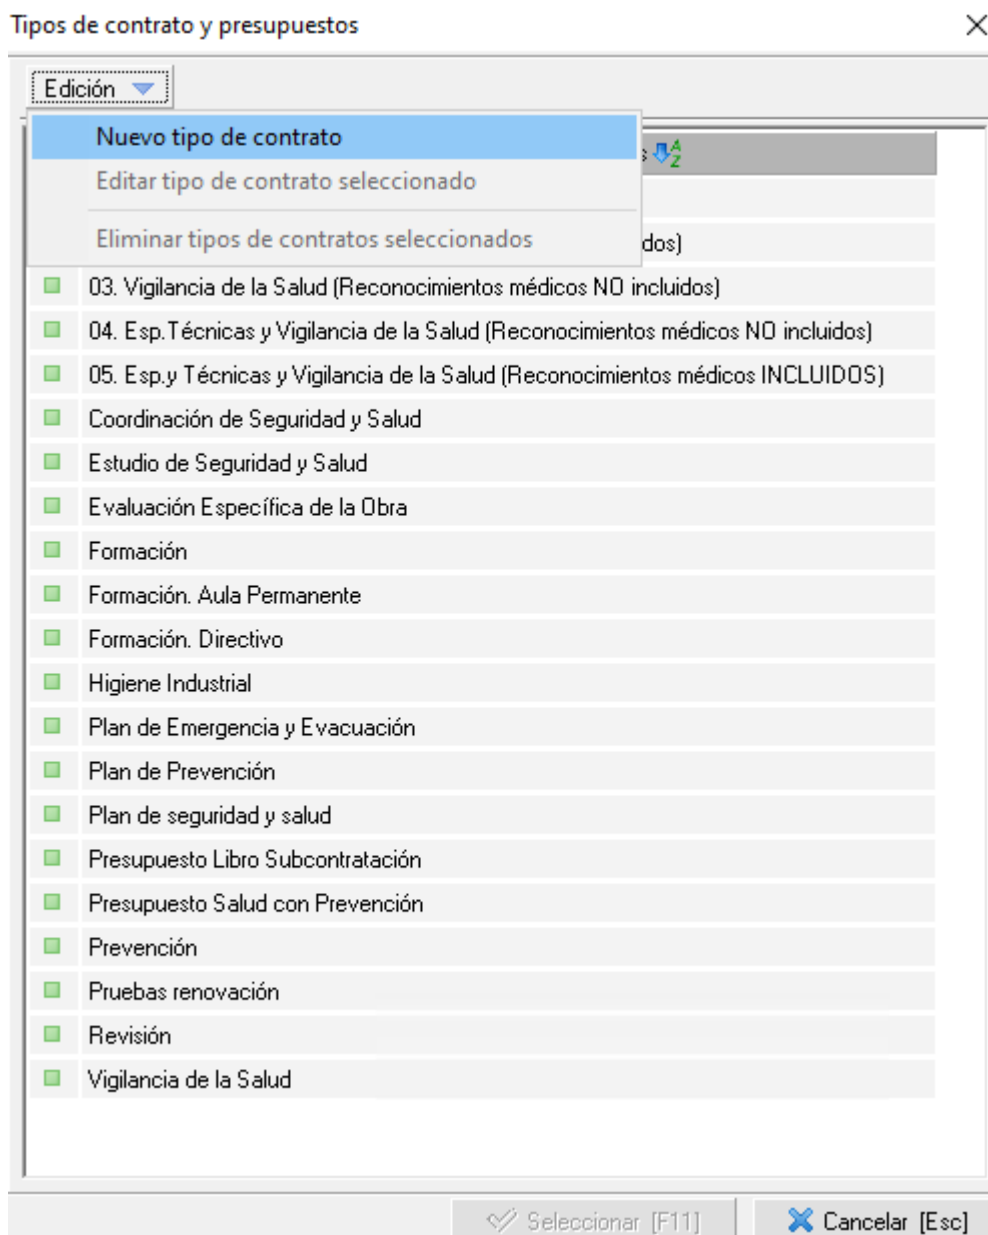 Tipos de contrato y presupuestos
Edición
Nuevo tipo de contrato
Editar tipo de contrato seleccionado
Eliminar tipos de contratos seleccionados
03. Vigilancia de la Salud (Reconocimientos médicos NO incluidos)
04. Esp.Técnicas y Vigilancia de la Salud (Reconocimientos médicos NO incluidos)
05. Esp.y Técnicas y Vigilancia de la Salud (Reconocimientos médicos INCLUIDOS)
Coordinación de Seguridad y Salud
Estudio de Seguridad y Salud
Evaluación Específica de la Obra
Formación
Formación. Aula Permanente
Formación. Directivo
Higiene Industrial
Plan de Emergencia y Evacuación
Plan de Prevención
Plan de seguridad y salud
Presupuesto Libro Subcontratación
Presupuesto Salud con Prevención
Prevención
Pruebas renovación
Revisión
Vigilancia de la Salud
Seleccionar [F11]
Cancelar [Esc]